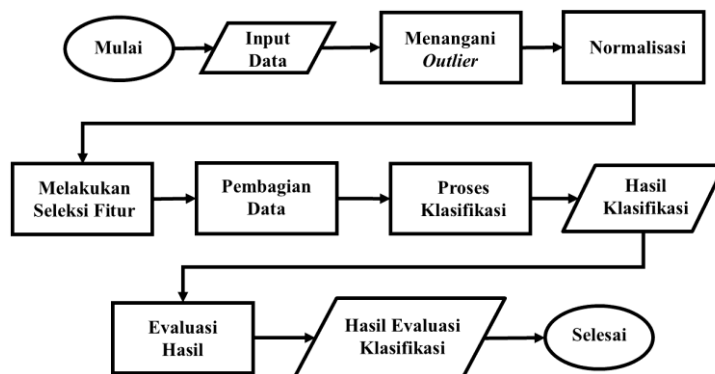 Mulai
Input
Data
Menangani
Outlier
Normalisasi
Melakukan
Seleksi Fitur
Pembagian
Data
Proses
Klasifikasi
Hasil
Klasifikasi
Evaluasi
Hasil
Hasil Evaluasi
Klasifikasi
Selesai